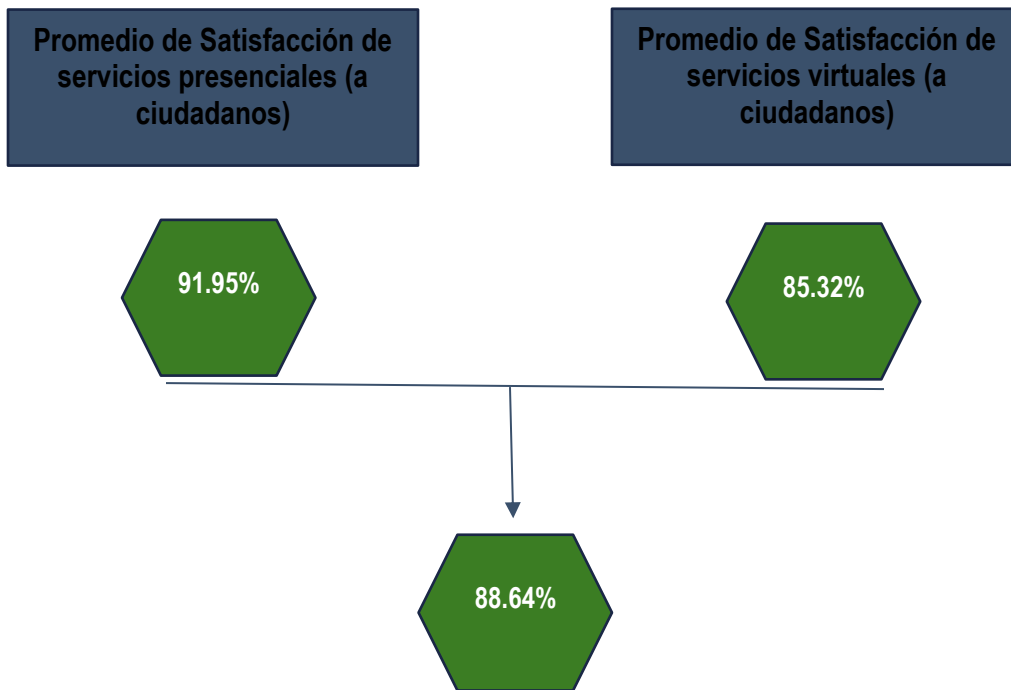 Promedio de Satisfacción de
servicios presenciales (a
ciudadanos)
Promedio de Satisfacción de
servicios virtuales (a
ciudadanos)
91.95%
85.32%
88.64%